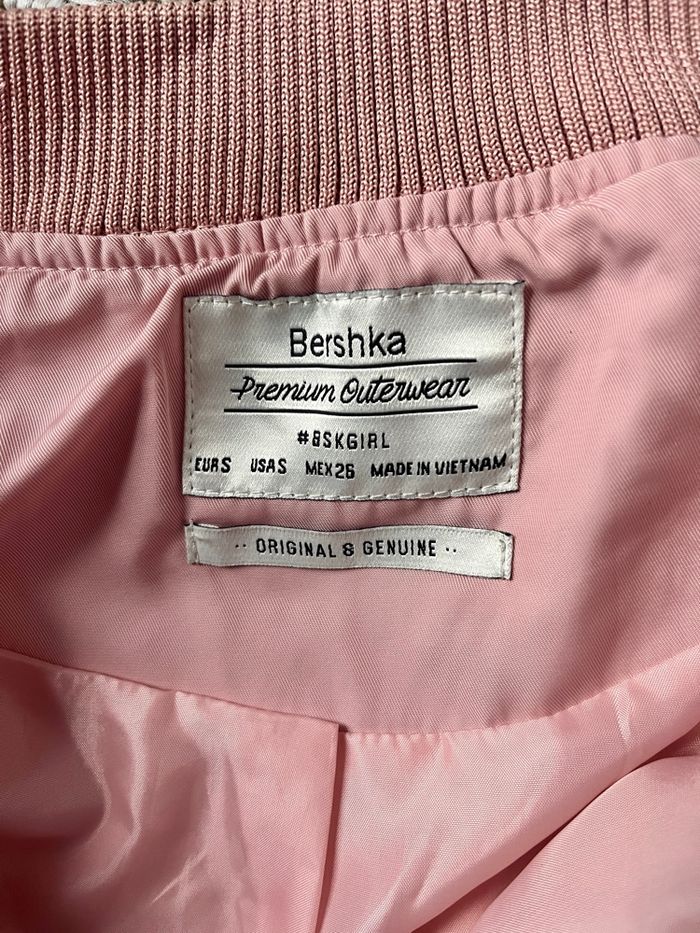 Bershka
Premium Outerwear
#BSKGIRL
EUR S USA S MEX 26 MADE IN VIETNAM
·· ORIGINAL & GENUINE ··